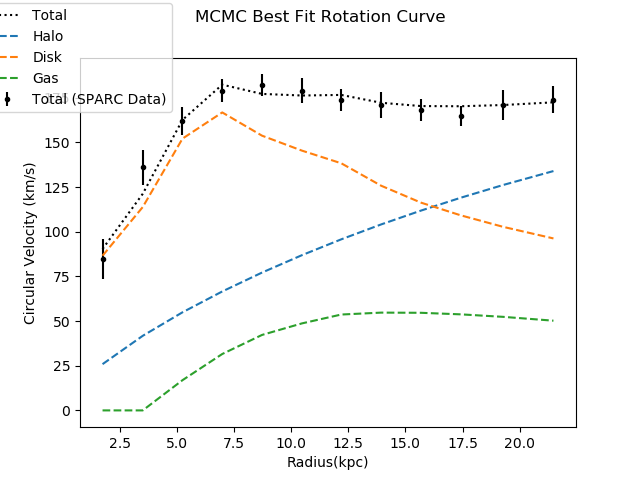 MCMC Best Fit Rotation Curve
Total
Halo
Disk
Gas
Total (SPARC Data)
Circular Velocity (km/s)
150
125
100
75
50
25
0
2.5 5.0 7.5 10.0 12.5 15.0 17.5 20.0
Radius(kpc)